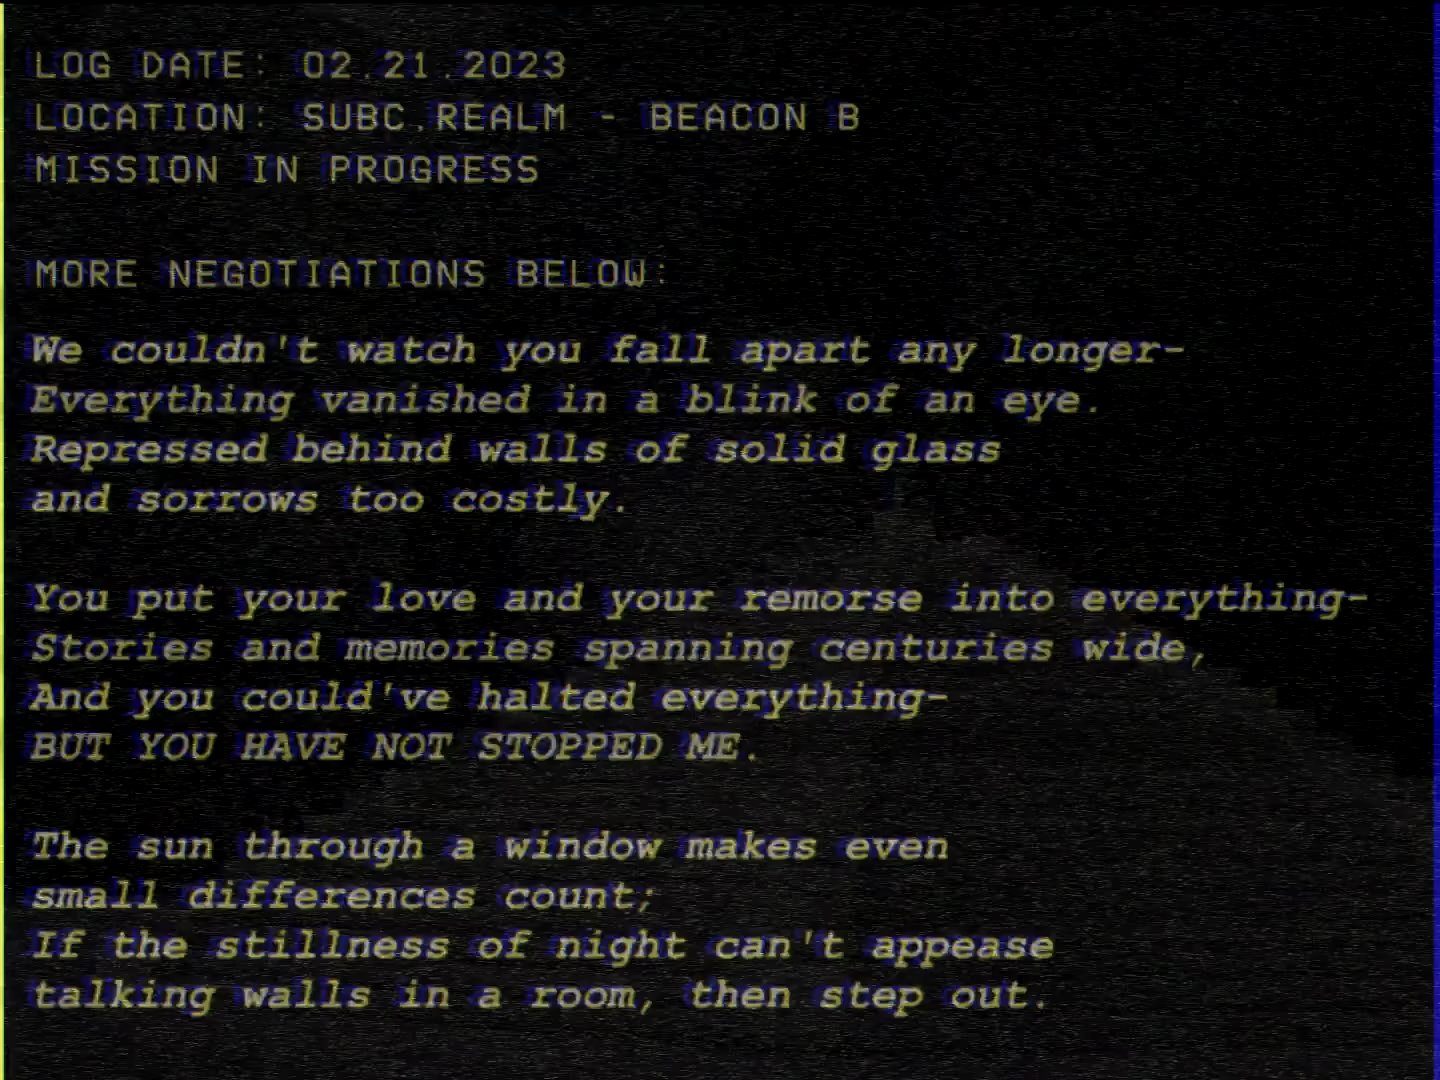 LOG DATE: 02.21.2023
LOCATION: SUBC.REALM - BEACON B
MISSION IN PROGRESS
MORE NEGOTIATIONS BELOW:
We couldn't watch you fall apart any longer-
Everything vanished in a blink of an eye.
Repressed behind walls of solid glass
and sorrows too costly.
You put your love and your remorse into everything-
Stories and memories spanning centuries wide,
And you could've halted everything-
BUT YOU HAVE NOT STOPPED ME.
The sun through a window makes even
small differences count;
If the stillness of night can't appease
talking walls in a room, then step out.